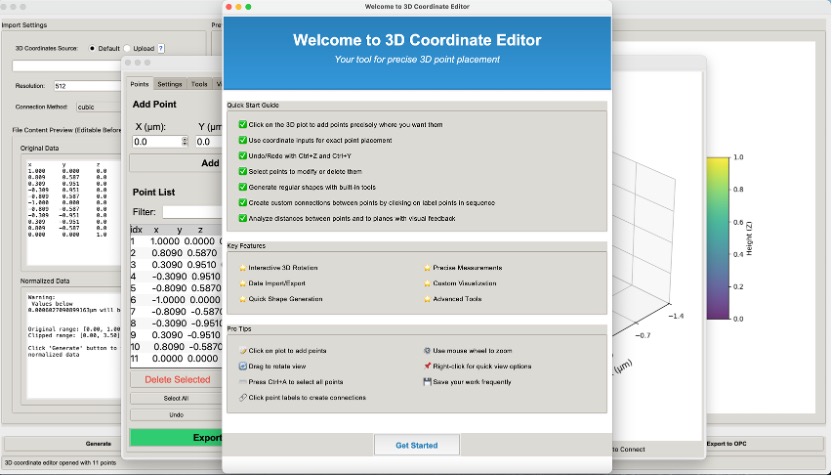 Welcome to 3D Coordinate Editor
Welcome to 3D Coordinate Editor
Your tool for precise 3D point placement
Quick Start Guide
Click on the 3D plot to add points precisely where you want them
Use coordinate inputs for exact point placement
Undo/Redo with Ctrl+Z and Ctrl+Y
Select points to modify or delete them
Generate regular shapes with built-in tools
Create custom connections between points by clicking on label points in sequence
Analyze distances between points and to planes with visual feedback
Key Features
Interactive 3D Rotation
Precise Measurements
Data Import/Export
Custom Visualization
Quick Shape Generation
Advanced Tools
Pro Tips
Click on plot to add points
Use mouse wheel to zoom
Drag to rotate view
Right-click for quick view options
Press Ctrl+A to select all points
Save your work frequently
Click point labels to create connections
Get Started
Import Settings
Pre
3D Coordinates Source:
Default
Upload
?
Resolution:
512
Connection Method:
cubic
File Content Preview (Editable Before
Original Data
x y z
1.000 0.000 0.0
0.809 0.587 0.0
0.309 0.951 0.0
-0.309 0.951 0.0
-0.809 0.587 0.0
-1.000 0.000 0.0
-0.809 -0.587 0.0
-0.309 -0.951 0.0
0.309 -0.951 0.0
0.809 -0.587 0.0
0.000 0.000 1.0
Normalized Data
Warning:
Values below
will b
Original range: [0.00, 1.00
Clipped range: [0.00, 3.50]
Click 'Generate' button to
normalized data
Generate
3D coordinate editor opened with 11 points
Points
Settings
Tools
Vi
Add Point
X (μm):
Y (μm
0.0
0.0
Add
Point List
Filter:
idx x y z
1 1.0000 0.0000
2 0.8090 0.5870
3 0.3090 0.9510
4 -0.3090 0.9510
5 -0.8090 0.5870
6 -1.0000 0.0000
7 -0.8090 -0.5870
8 -0.3090 -0.9510
9 0.3090 -0.9510
10 0.8090 -0.5870
11 0.0000 0.0000
Delete Selected
Select All
Undo
Export
−1.4
−0.7
(μm)
to Connect
1.0
0.8
0.6
0.4
0.2
0.0
Height (Z)
Export to OPC